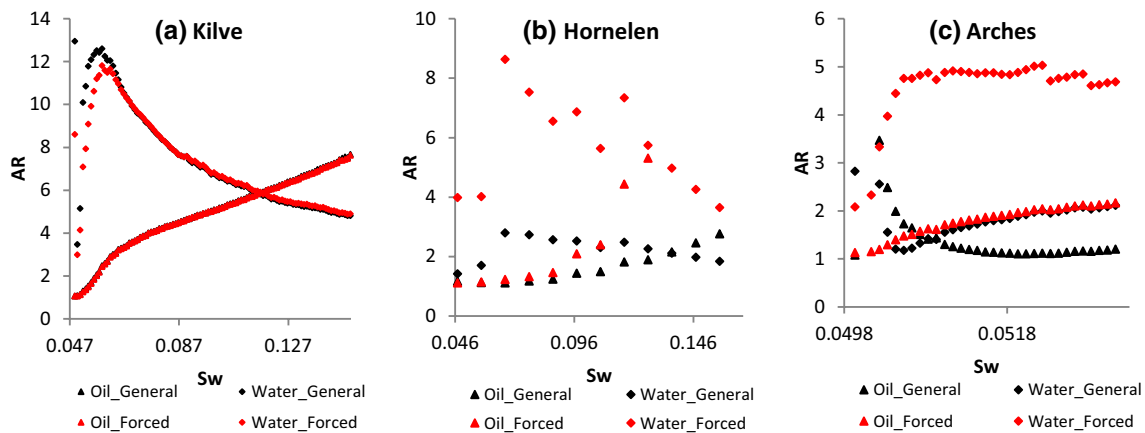 (a) Kilve
AR
14
12
10
8
6
4
2
0
0.047
0.087
0.127
Sw
Oil_General
Water_General
Oil_Forced
Water_Forced
(b) Hornelen
AR
10
8
6
4
2
0
0.046
0.096
0.146
Sw
Oil_General
Water_General
Oil_Forced
Water_Forced
(c) Arches
AR
6
5
4
3
2
1
0
0.0498
0.0518
Sw
Oil_General
Water_General
Oil_Forced
Water_Forced